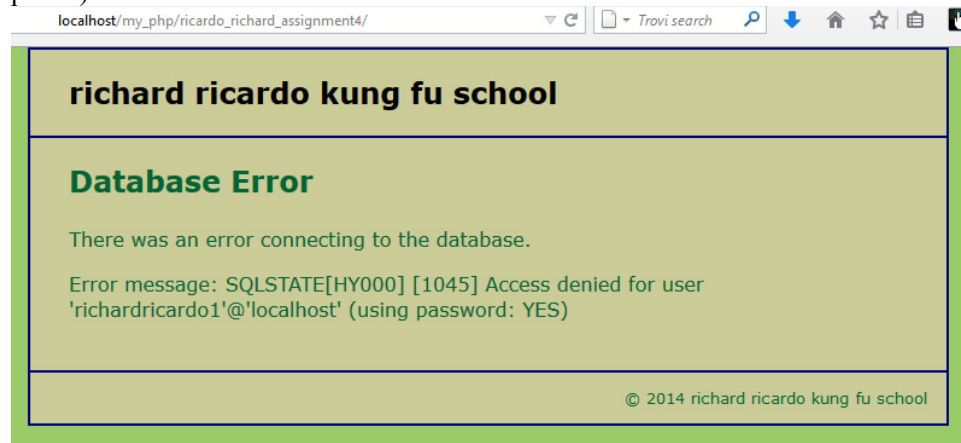 localhost/my_php/ricardo_richard_assignment4/ Trovi search
richard ricardo kung fu school
Database Error
There was an error connecting to the database.
Error message: SQLSTATE[HY000] [1045] Access denied for user
'richardricardo1'@'localhost' (using password: YES)
© 2014 richard ricardo kung fu school